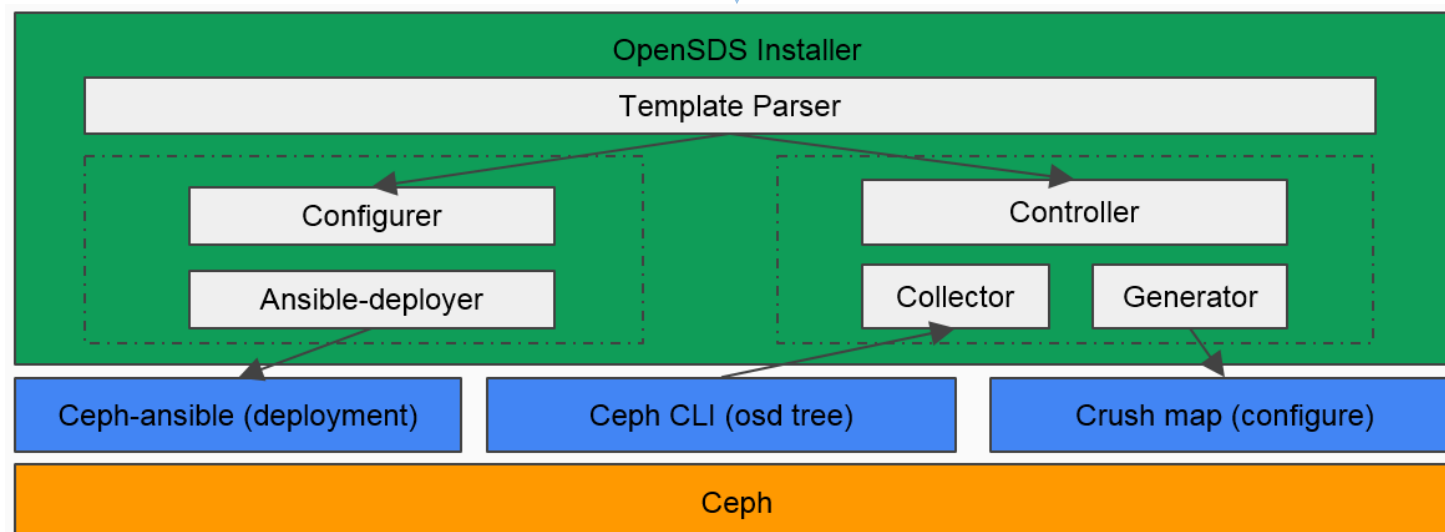 OpenSDS Installer
Template Parser
Configurer
Controller
Ansible-deployer
Collector
Generator
Ceph-ansible (deployment)
Ceph CLI (osd tree)
Crush map (configure)
Ceph